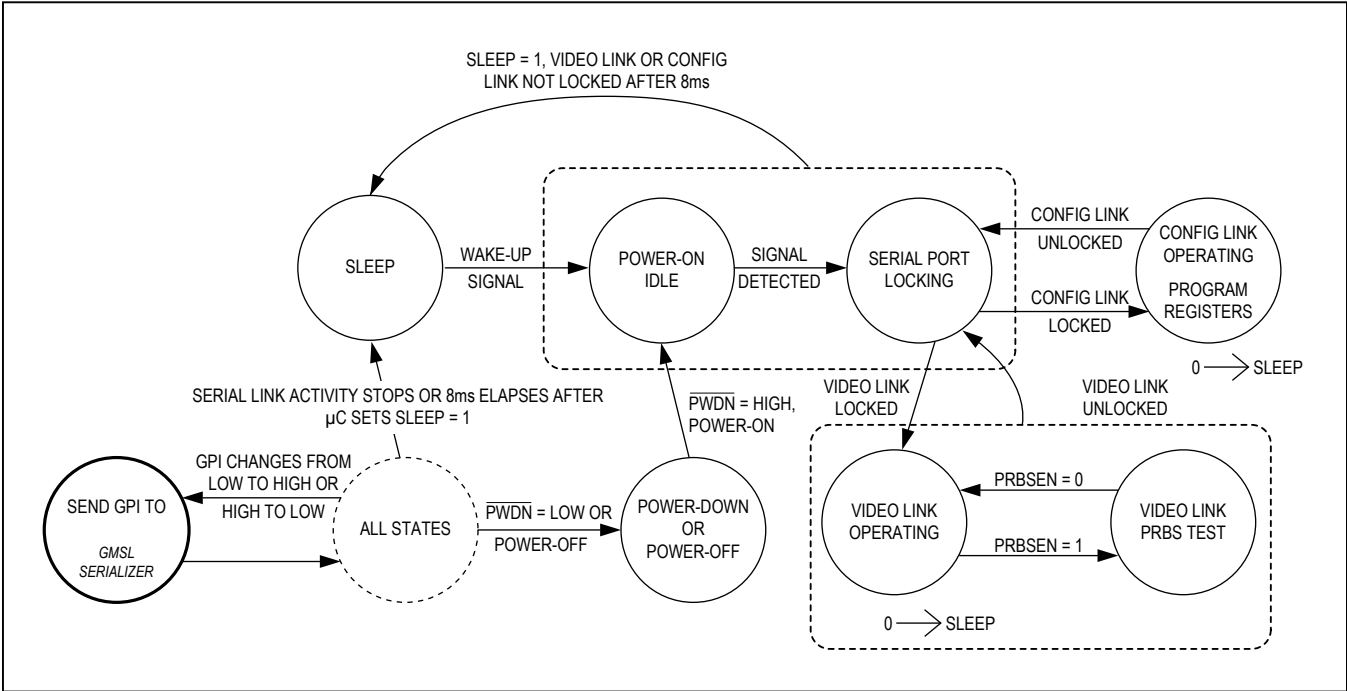 SLEEP = 1, VIDEO LINK OR CONFIG
LINK NOT LOCKED AFTER 8ms
SLEEP
WAKE-UP
SIGNAL
POWER-ON
IDLE
SIGNAL
DETECTED
SERIAL PORT
LOCKING
CONFIG LINK
UNLOCKED
CONFIG LINK
LOCKED
CONFIG LINK
OPERATING
PROGRAM
REGISTERS
0 → SLEEP
SERIAL LINK ACTIVITY STOPS OR 8ms ELAPSES AFTER
µC SETS SLEEP = 1
P̅W̅D̅N̅ = HIGH,
POWER-ON
VIDEO LINK
LOCKED
VIDEO LINK
UNLOCKED
GPI CHANGES FROM
LOW TO HIGH OR
HIGH TO LOW
SEND GPI TO
GMSL
SERIALIZER
ALL STATES
P̅W̅D̅N̅ = LOW OR
POWER-OFF
POWER-DOWN
OR
POWER-OFF
VIDEO LINK
OPERATING
PRBSEN = 0
PRBSEN = 1
VIDEO LINK
PRBS TEST
0 → SLEEP